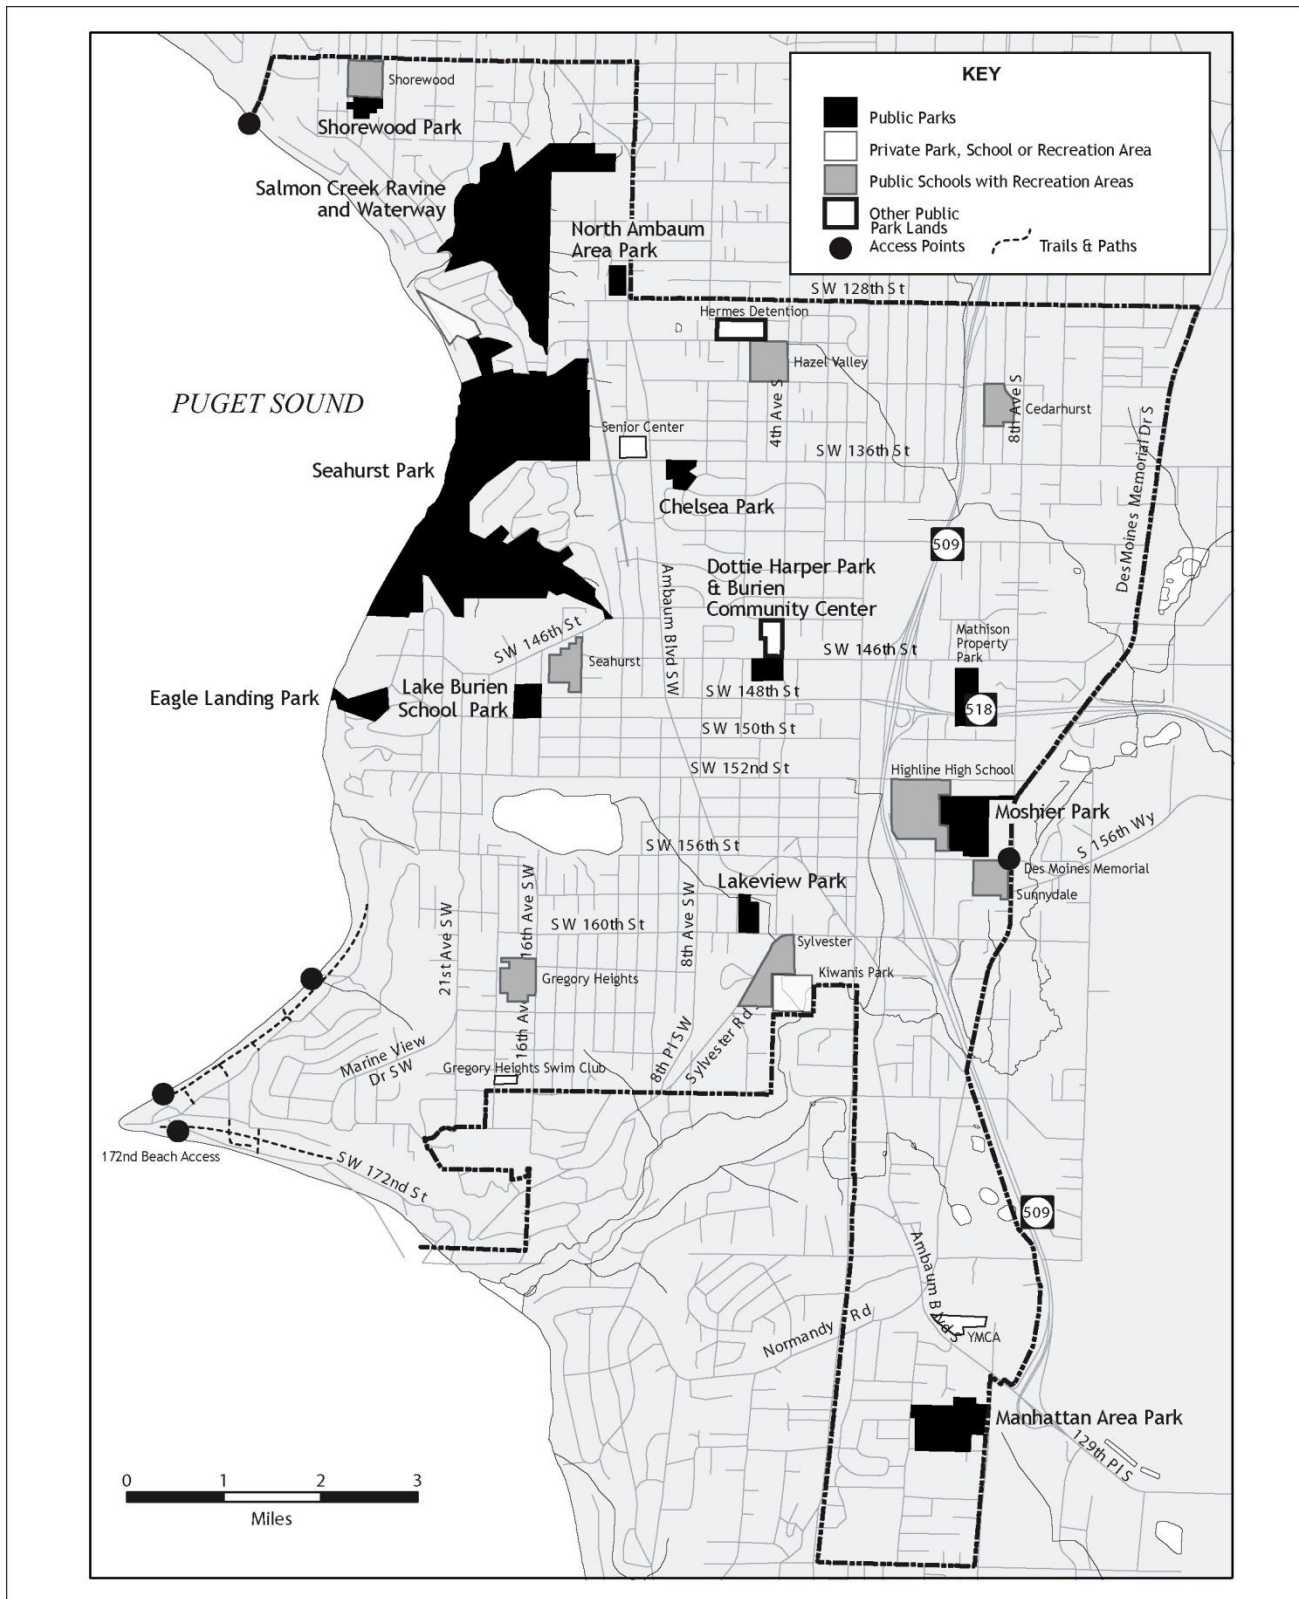 KEY
Public Parks
Private Park, School or Recreation Area
Public Schools with Recreation Areas
Other Public
Park Lands
Access Points
Trails & Paths
Shorewood
Shorewood Park
Salmon Creek Ravine
and Waterway
North Ambaum
Area Park
SW 128th St
Hermes Detention
Hazel Valley
4th Ave S
8th Ave S
Cedarhurst
PUGET SOUND
Senior Center
SW 136th St
Des Moines Memorial Dr S
Seahurst Park
Chelsea Park
509
Ambaum Blvd SW
Dottie Harper Park
& Burien
Community Center
SW 146th St
Seahurst
SW 146th St
Mathison
Property
Park
Eagle Landing Park
Lake Burien
School Park
SW 148th St
518
SW 150th St
SW 152nd St
Highline High School
Moshier Park
S 156th Wy
SW 156th St
Des Moines Memorial
Sunnydale
Lakeview Park
21st Ave SW
16th Ave SW
SW 160th St
8th Ave SW
Sylvester
Kiwanis Park
Gregory Heights
16th Av
8th Pl SW
Sylvester Rd
Marine View
Dr SW
Gregory Heights Swim Club
172nd Beach Access
SW 172nd St
509
Ambaum Blvd S
Normandy Rd
YMCA
Manhattan Area Park
129th Pl S
0 1 2 3
Miles